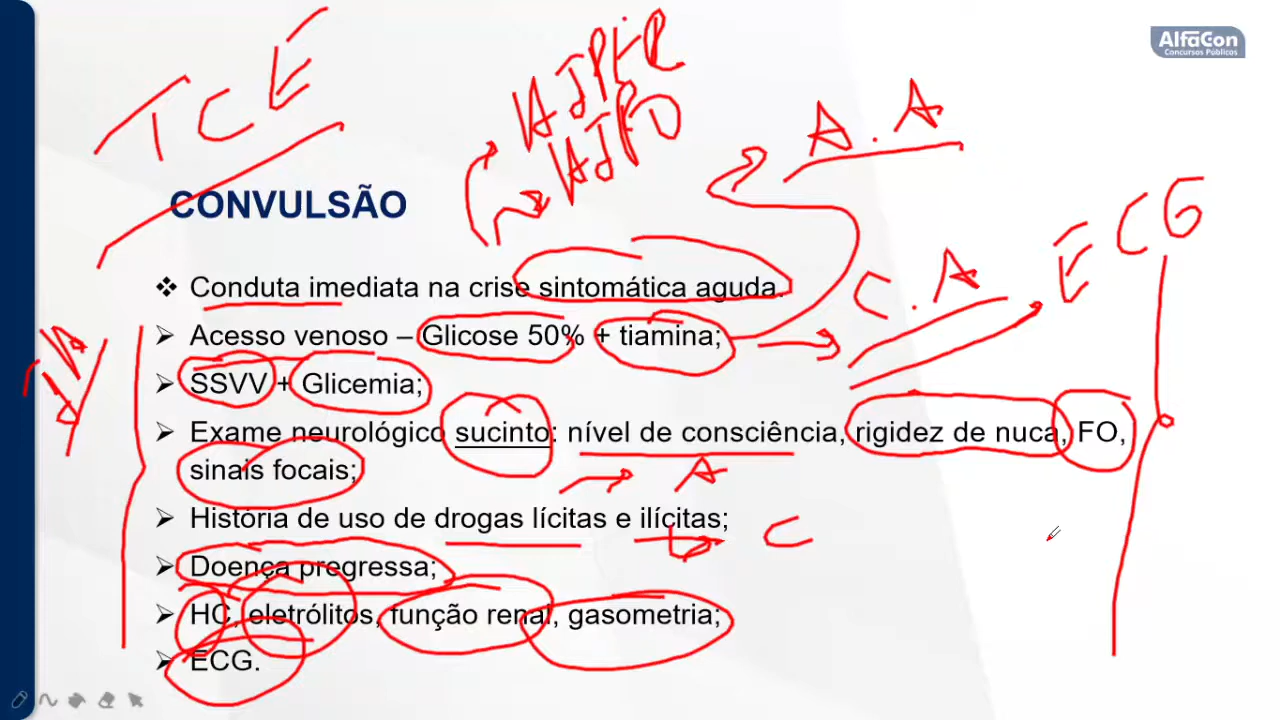 AlfaCon
Concursos Públicos
TCE
A.A
ECG
C.A
CONVULSÃO
❖ Conduta imediata na crise sintomática aguda.
➢ Acesso venoso – Glicose 50% + tiamina;
➢ SSVV + Glicemia;
➢ Exame neurológico sucinto: nível de consciência, rigidez de nuca, FO,
sinais focais;
A
➢ História de uso de drogas lícitas e ilícitas;
C
➢ Doença pregressa;
➢ HC, eletrólitos, função renal, gasometria;
➢ ECG.